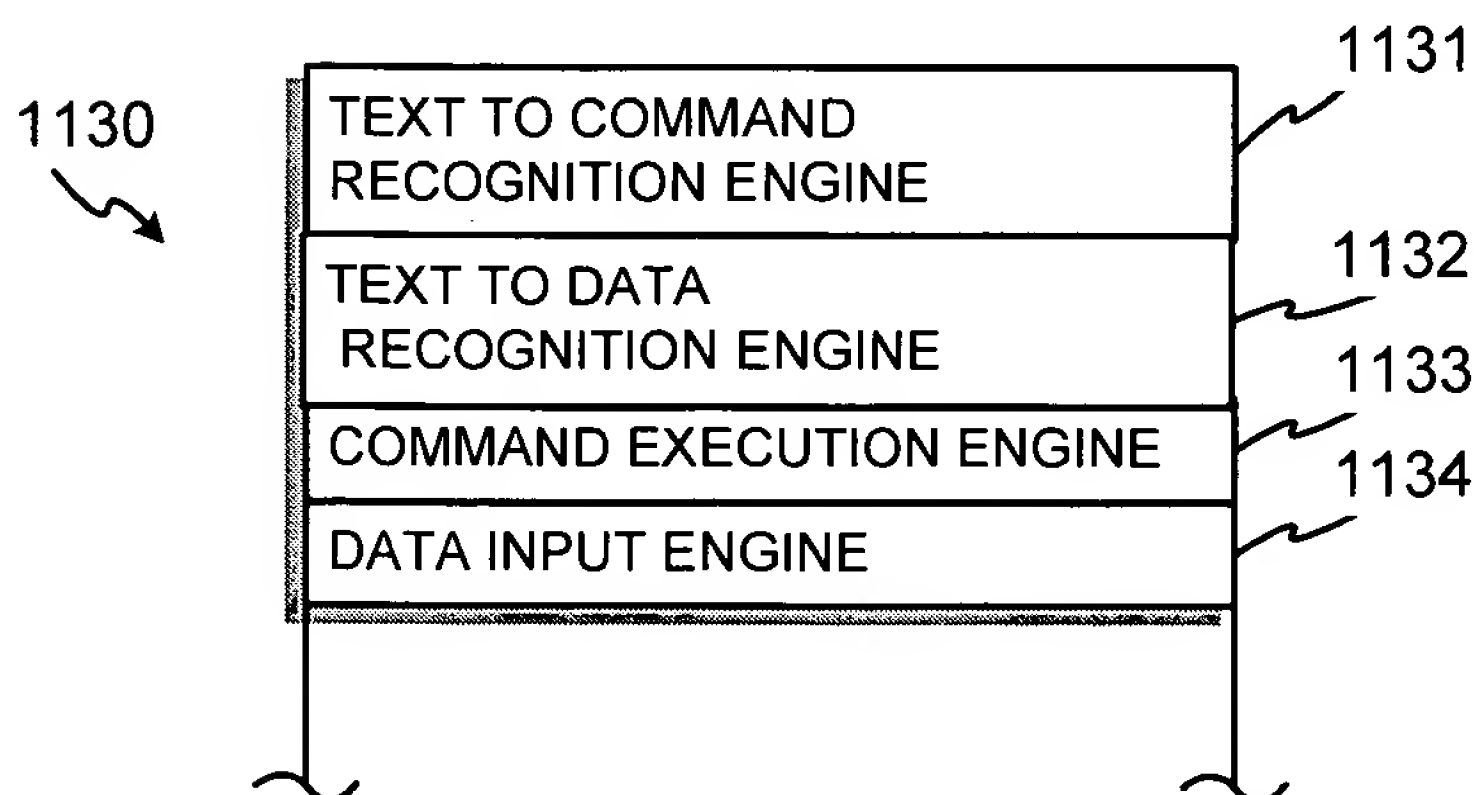 1130
TEXT TO COMMAND
RECOGNITION ENGINE
1131
TEXT TO DATA
RECOGNITION ENGINE
1132
COMMAND EXECUTION ENGINE
1133
DATA INPUT ENGINE
1134